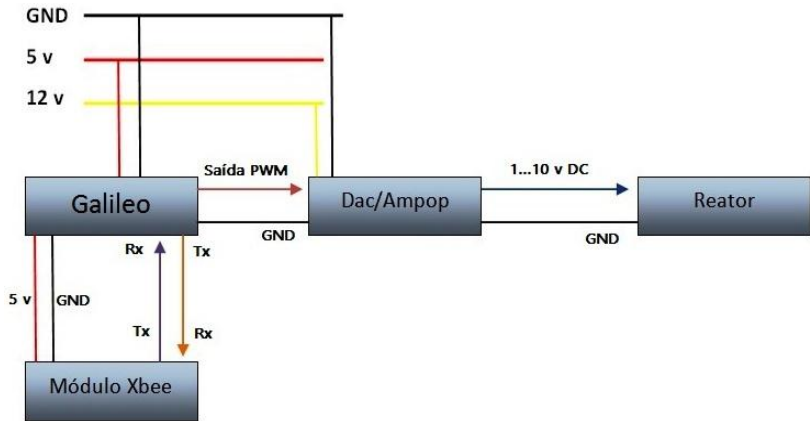 GND
5 v
12 v
Saída PWM
1...10 v DC
Galileo
Dac/Ampop
Reator
GND
GND
Rx
Tx
5 v
GND
Tx
Rx
Módulo Xbee